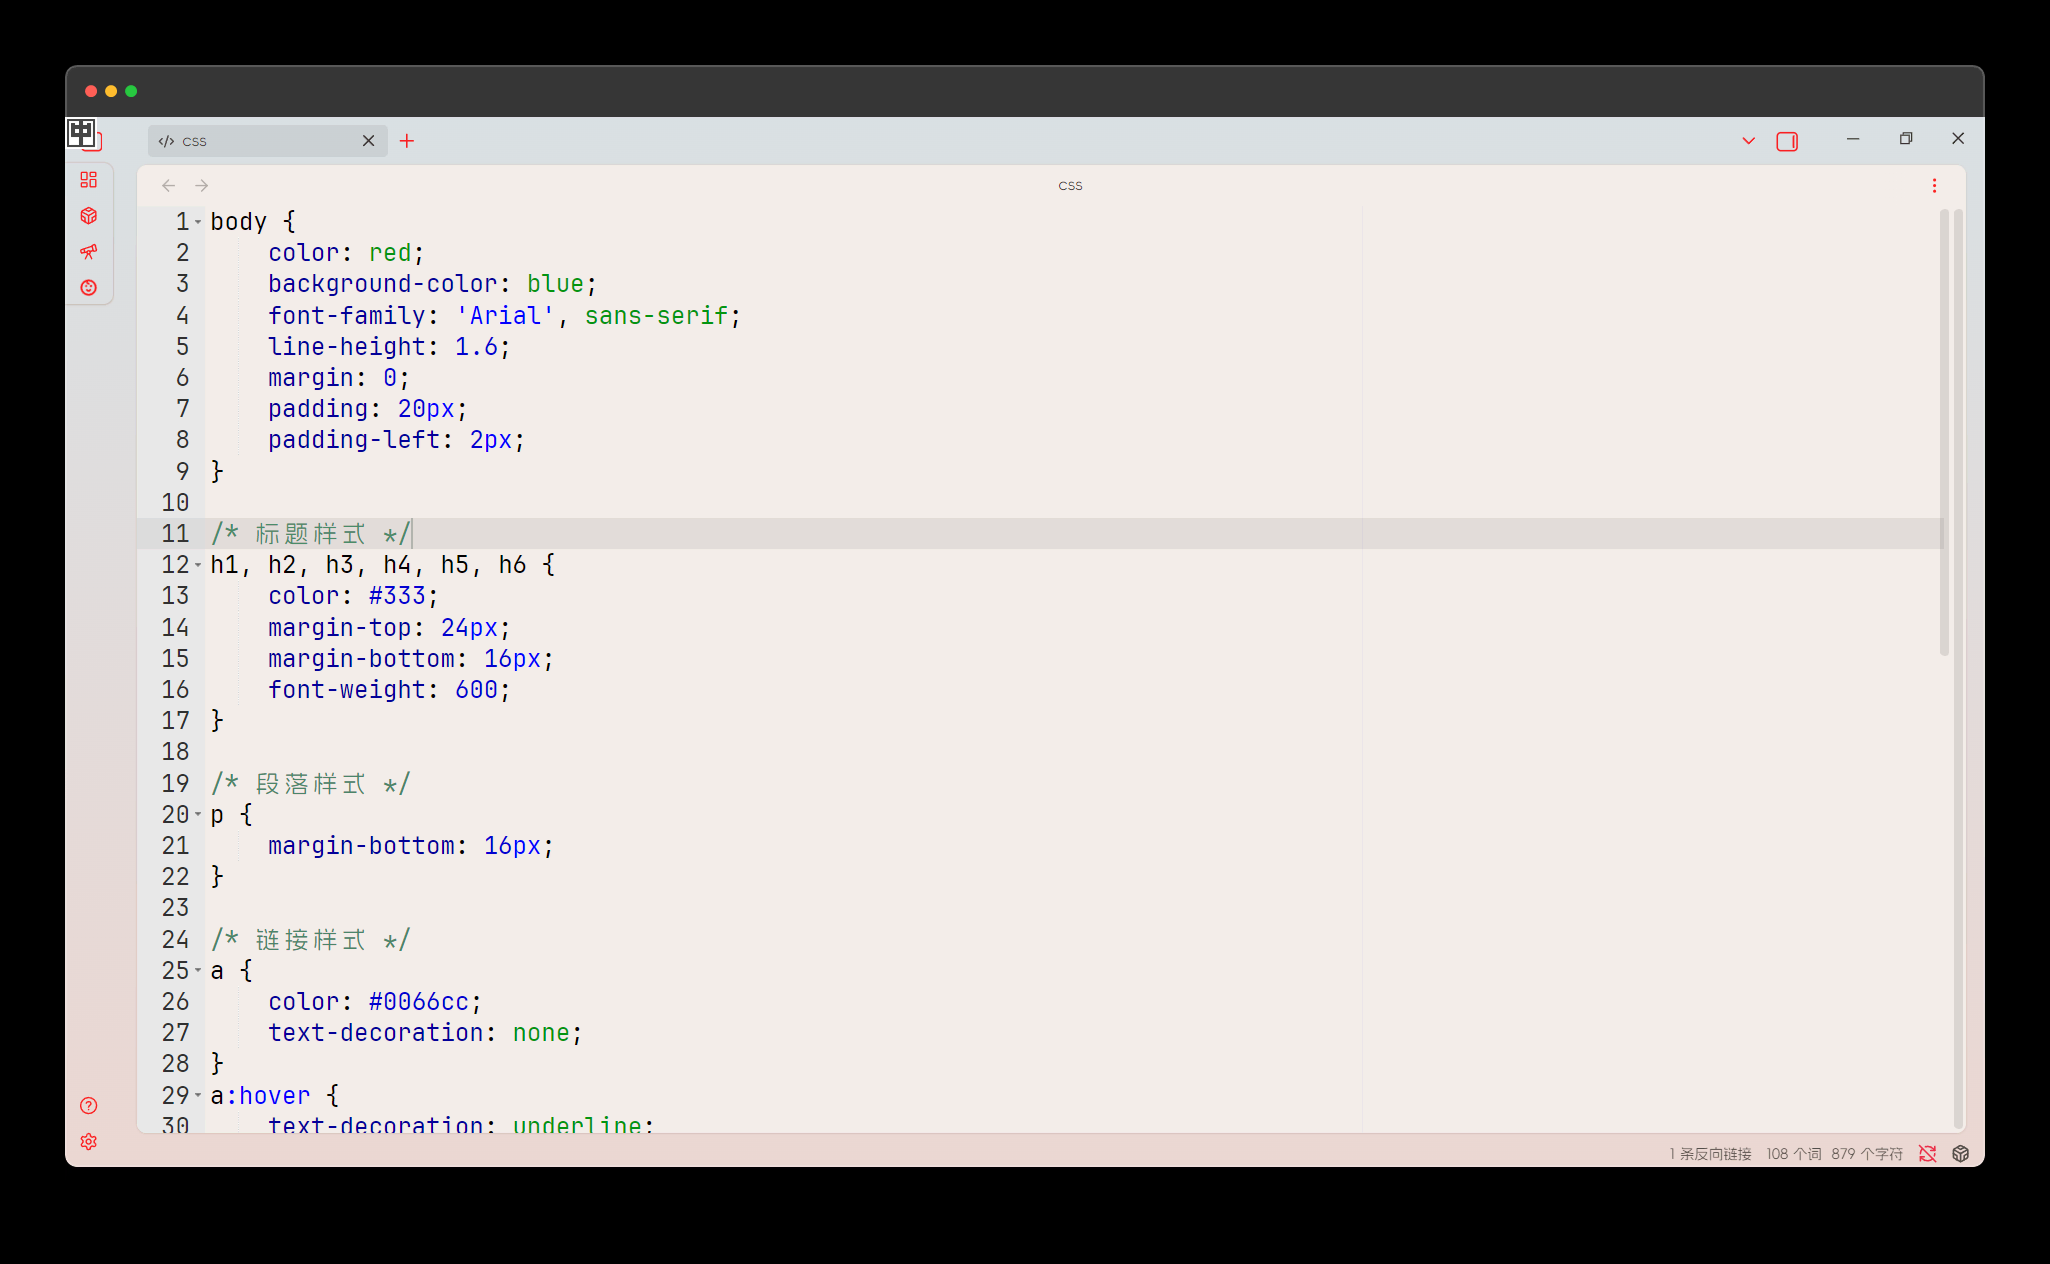 css
css
1 body {
2     color: red;
3     background-color: blue;
4     font-family: 'Arial', sans-serif;
5     line-height: 1.6;
6     margin: 0;
7     padding: 20px;
8     padding-left: 2px;
9 }
10
11 /* 标题样式 */
12 h1, h2, h3, h4, h5, h6 {
13     color: #333;
14     margin-top: 24px;
15     margin-bottom: 16px;
16     font-weight: 600;
17 }
18
19 /* 段落样式 */
20 p {
21     margin-bottom: 16px;
22 }
23
24 /* 链接样式 */
25 a {
26     color: #0066cc;
27     text-decoration: none;
28 }
29 a:hover {
30     text-decoration: underline;
1 条反向链接 108 个词 879 个字符